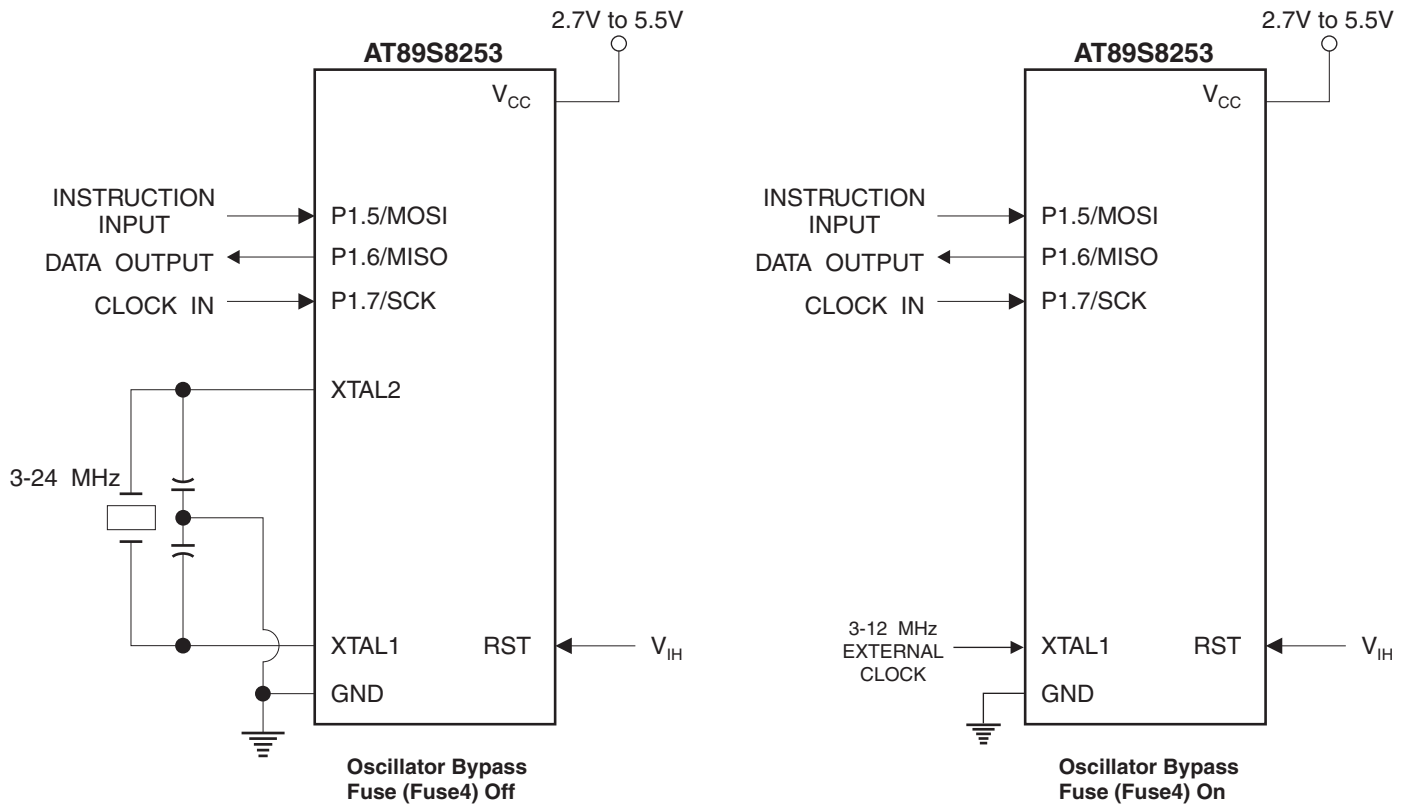 2.7V to 5.5V
AT89S8253
VCC
INSTRUCTION
INPUT
P1.5/MOSI
DATA OUTPUT
P1.6/MISO
CLOCK IN
P1.7/SCK
XTAL2
3-24 MHz
XTAL1
RST
VIH
GND
Oscillator Bypass
Fuse (Fuse4) Off
2.7V to 5.5V
AT89S8253
VCC
INSTRUCTION
INPUT
P1.5/MOSI
DATA OUTPUT
P1.6/MISO
CLOCK IN
P1.7/SCK
3-12 MHz
EXTERNAL
CLOCK
XTAL1
RST
VIH
GND
Oscillator Bypass
Fuse (Fuse4) On